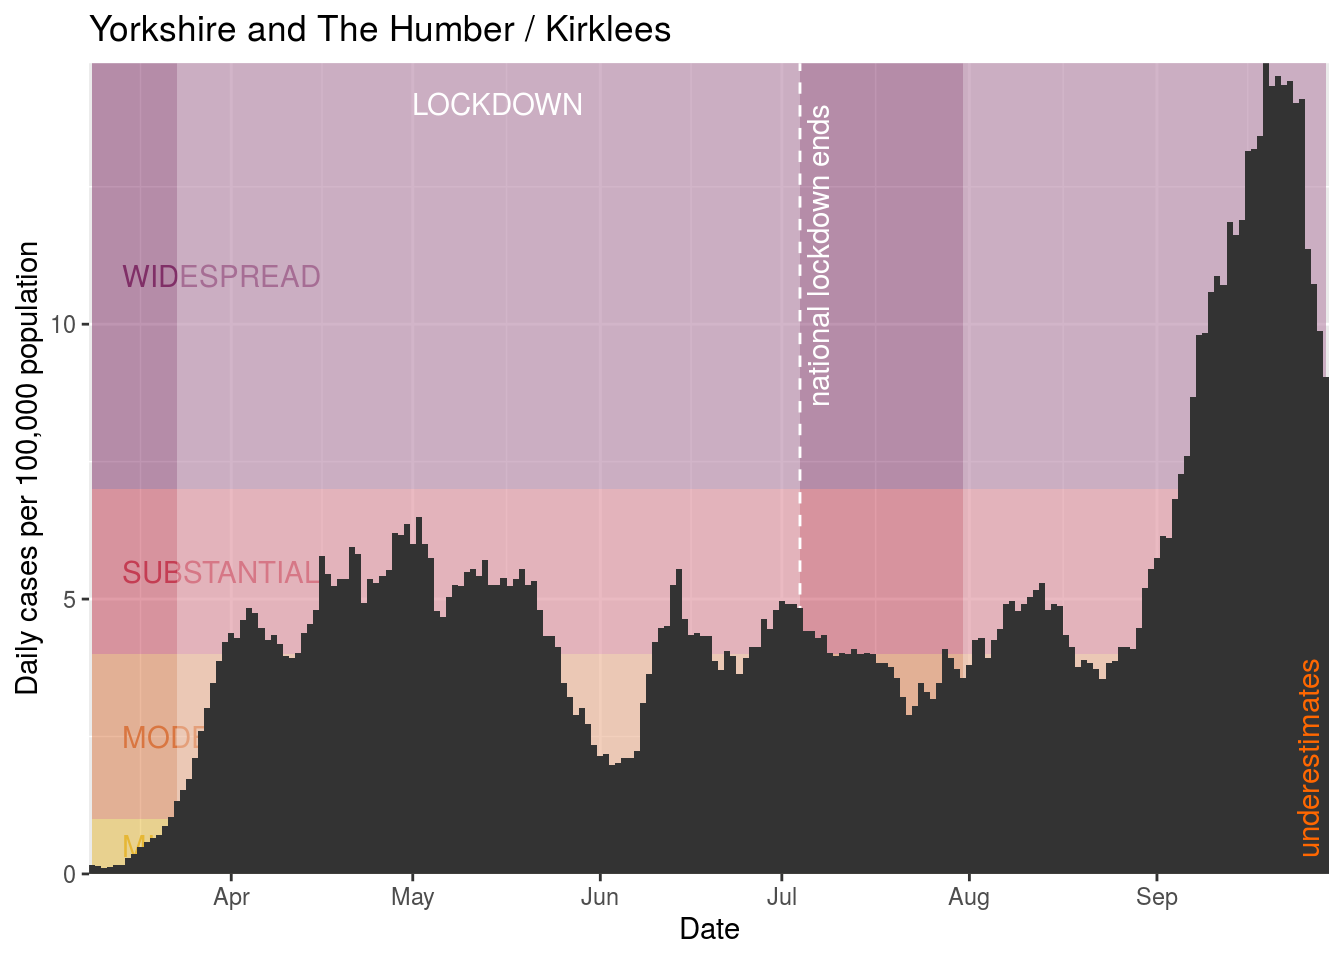 Yorkshire and The Humber / Kirklees
LOCKDOWN
national lockdown ends
WIDESPREAD
SUBSTANTIAL
underestimates
Daily cases per 100,000 population
10
5
0
Apr
May
Jun
Jul
Aug
Sep
Date